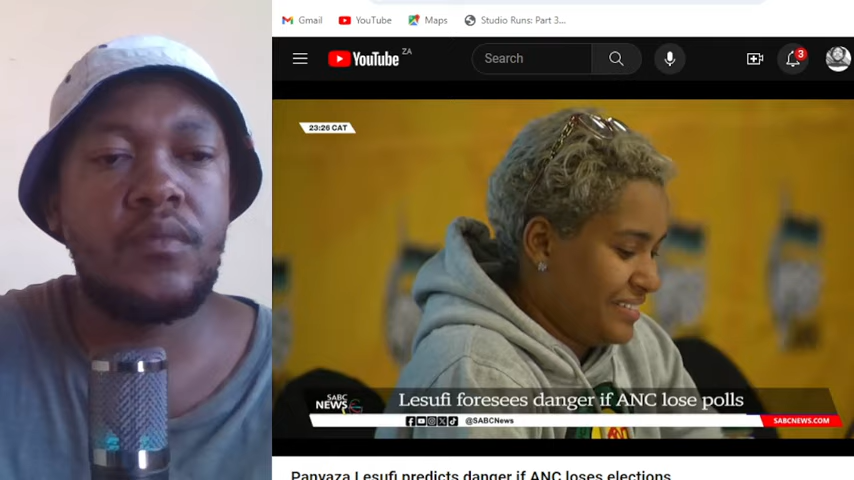 Gmail YouTube Maps Studio Runs: Part 3...
YouTube ZA
Search
3
23:26 CAT
SABC
NEWS
Lesufi foresees danger if ANC lose polls
@SABCNews
SABCNEWS.COM
Panyaza Lesufi predicts danger if ANC loses elections